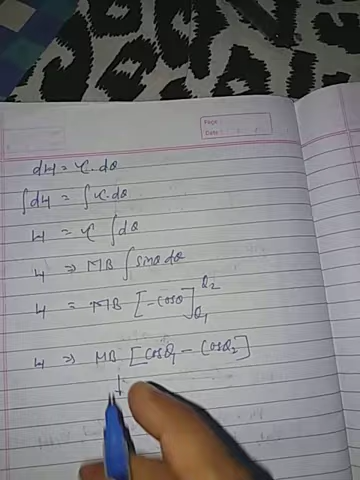 Page :
Date :
dW = τ. dθ
∫dW = ∫τ. dθ
W = τ ∫dθ
W ⇒ MB ∫sinθ dθ
W = MB [-cosθ]θ₁ θ₂
W ⇒ MB [cosθ₁ - cosθ₂]